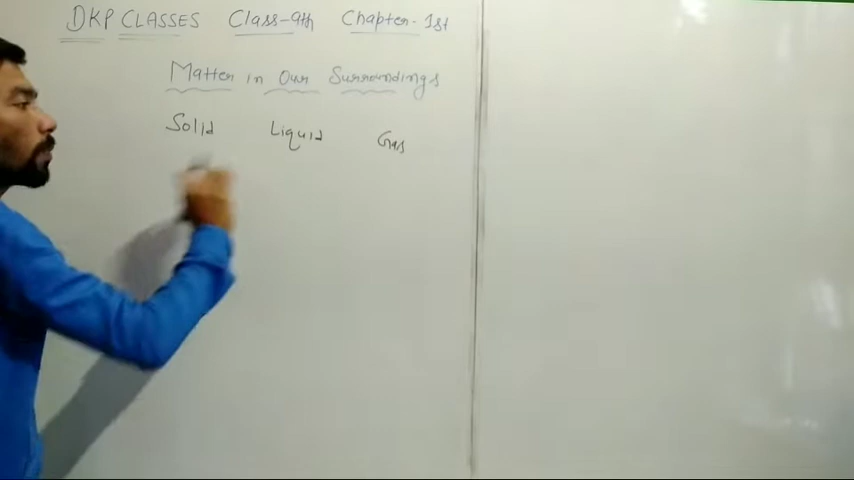 DKP CLASSES Class-9th Chapter-1st
Matter in Our Surroundings
Solid Liquid Gas